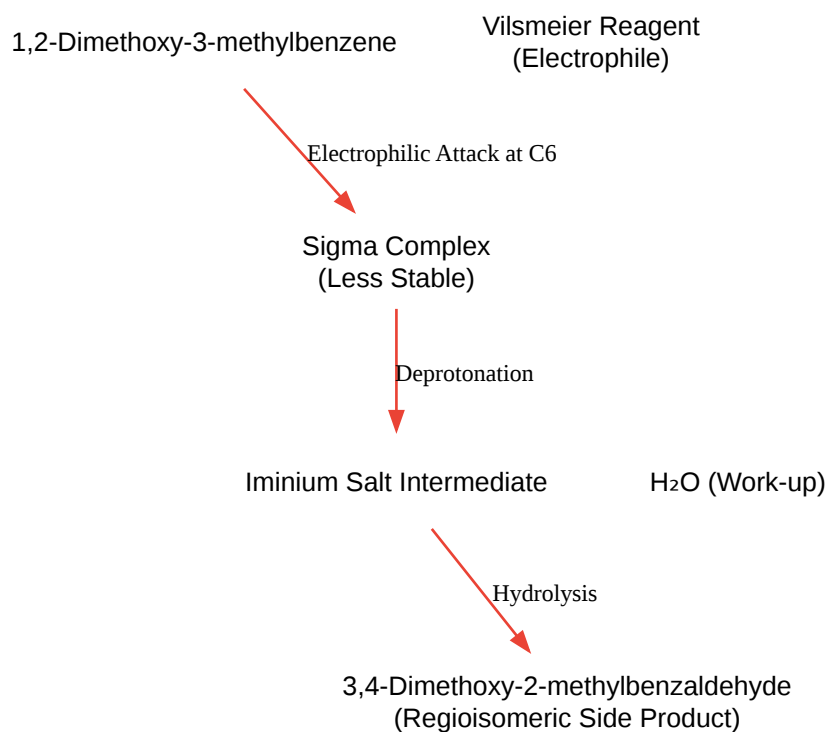 1,2-Dimethoxy-3-methylbenzene
Vilsmeier Reagent
(Electrophile)
Electrophilic Attack at C6
Sigma Complex
(Less Stable)
Deprotonation
Iminium Salt Intermediate
H₂O (Work-up)
Hydrolysis
3,4-Dimethoxy-2-methylbenzaldehyde
(Regioisomeric Side Product)